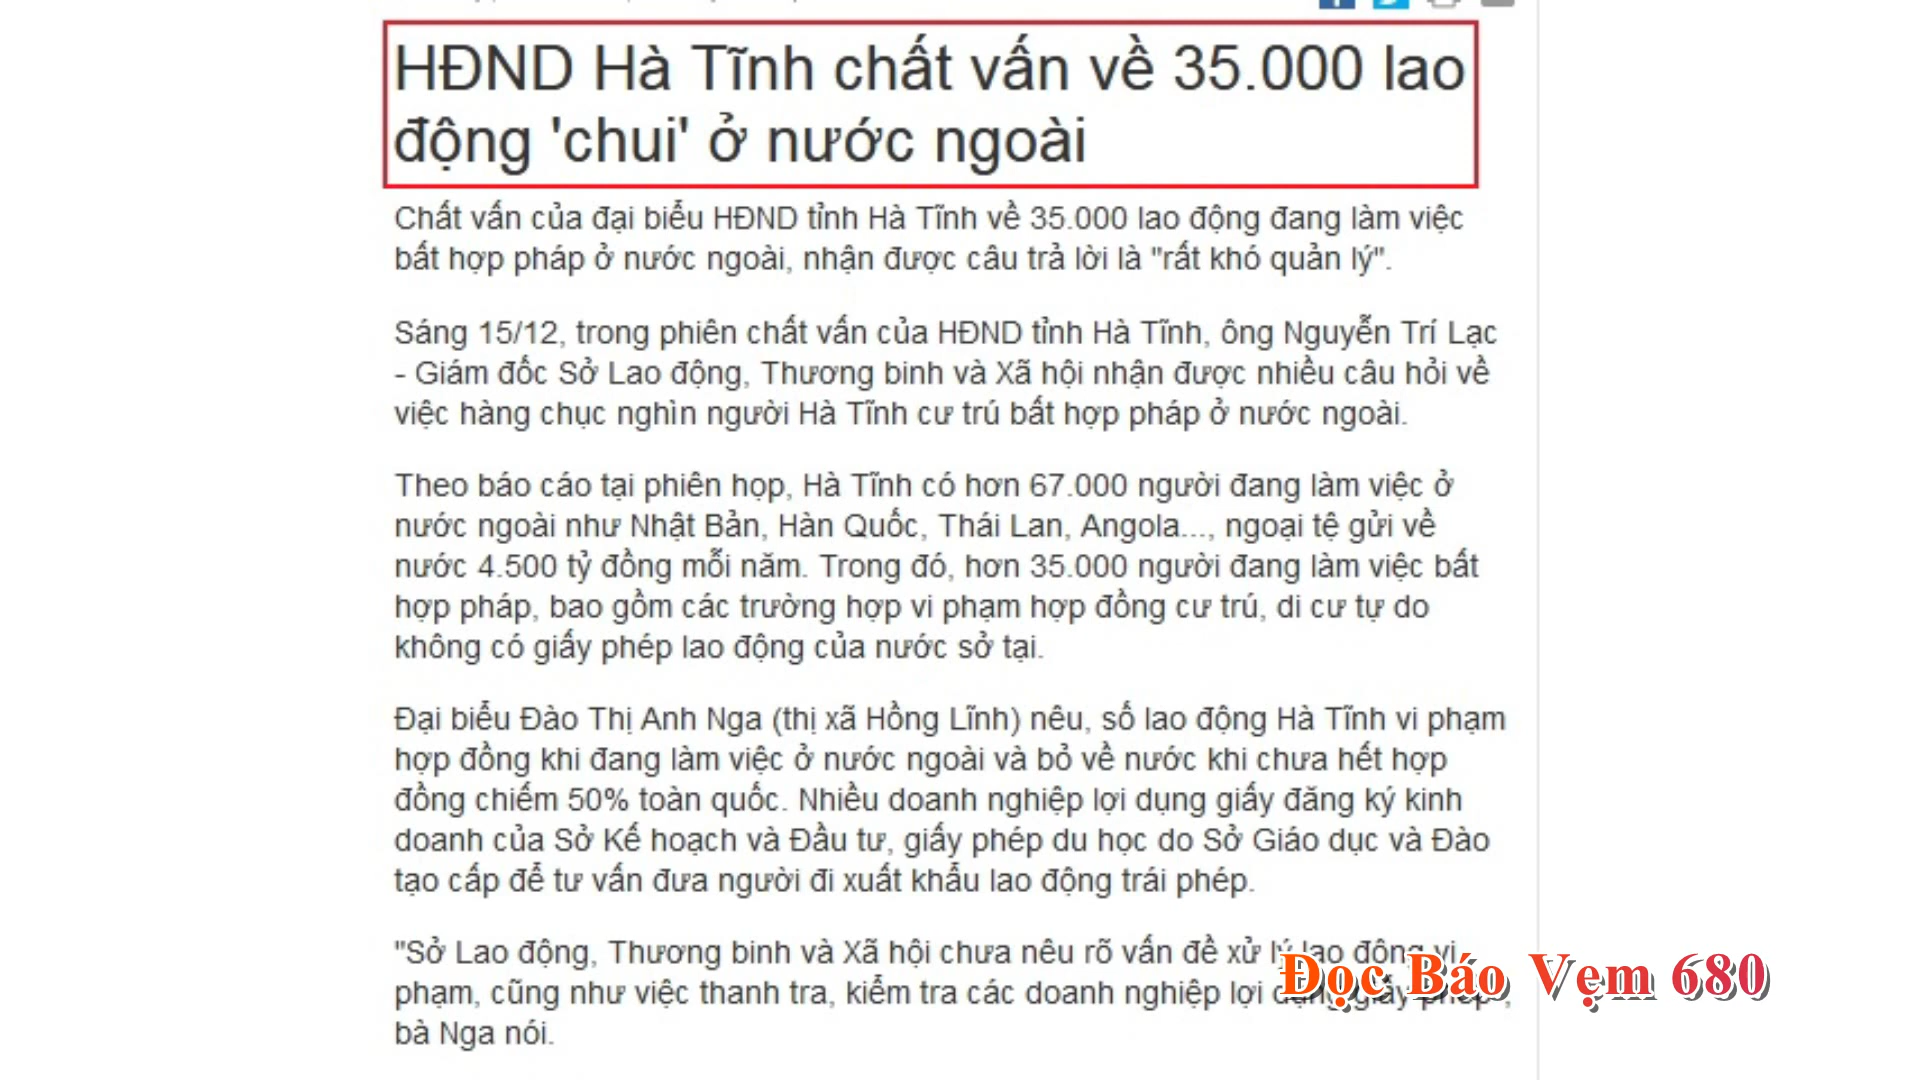 HĐND Hà Tĩnh chất vấn về 35.000 lao
động 'chui' ở nước ngoài
Chất vấn của đại biểu HĐND tỉnh Hà Tĩnh về 35.000 lao động đang làm việc
bất hợp pháp ở nước ngoài, nhận được câu trả lời là "rất khó quản lý".
Sáng 15/12, trong phiên chất vấn của HĐND tỉnh Hà Tĩnh, ông Nguyễn Trí Lạc
- Giám đốc Sở Lao động, Thương binh và Xã hội nhận được nhiều câu hỏi về
việc hàng chục nghìn người Hà Tĩnh cư trú bất hợp pháp ở nước ngoài.
Theo báo cáo tại phiên họp, Hà Tĩnh có hơn 67.000 người đang làm việc ở
nước ngoài như Nhật Bản, Hàn Quốc, Thái Lan, Angola..., ngoại tệ gửi về
nước 4.500 tỷ đồng mỗi năm. Trong đó, hơn 35.000 người đang làm việc bất
hợp pháp, bao gồm các trường hợp vi phạm hợp đồng cư trú, di cư tự do
không có giấy phép lao động của nước sở tại.
Đại biểu Đào Thị Anh Nga (thị xã Hồng Lĩnh) nêu, số lao động Hà Tĩnh vi phạm
hợp đồng khi đang làm việc ở nước ngoài và bỏ về nước khi chưa hết hợp
đồng chiếm 50% toàn quốc. Nhiều doanh nghiệp lợi dụng giấy đăng ký kinh
doanh của Sở Kế hoạch và Đầu tư, giấy phép du học do Sở Giáo dục và Đào
tạo cấp để tư vấn đưa người đi xuất khẩu lao động trái phép.
"Sở Lao động, Thương binh và Xã hội chưa nêu rõ vấn đề xử lý lao động vi
phạm, cũng như việc thanh tra, kiểm tra các doanh nghiệp lợi dụng giấy phép",
bà Nga nói.
Đọc Báo Vẹm 680